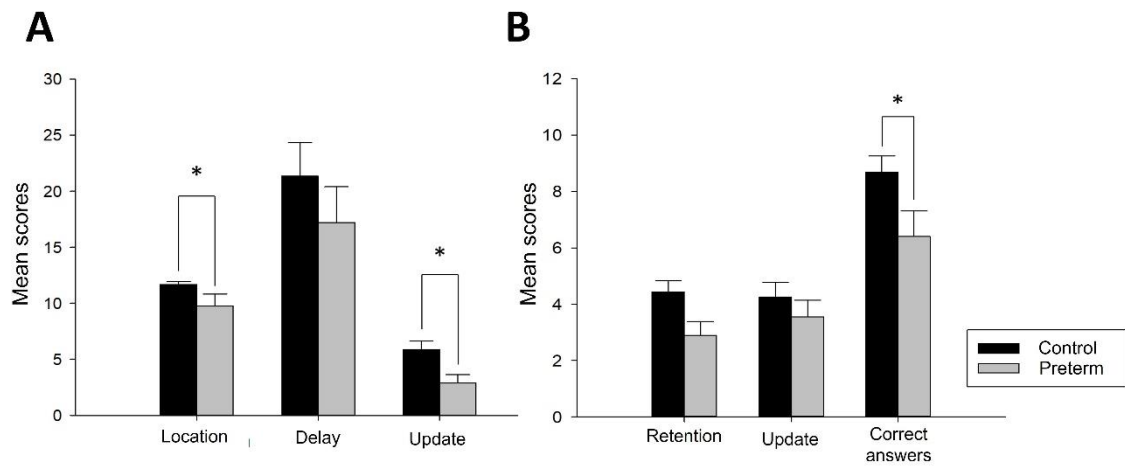 A
B
Mean scores
30
25
20
15
10
5
0
*
*
Location
Delay
Update
Mean scores
12
10
8
6
4
2
0
*
Retention
Update
Correct
answers
Control
Preterm